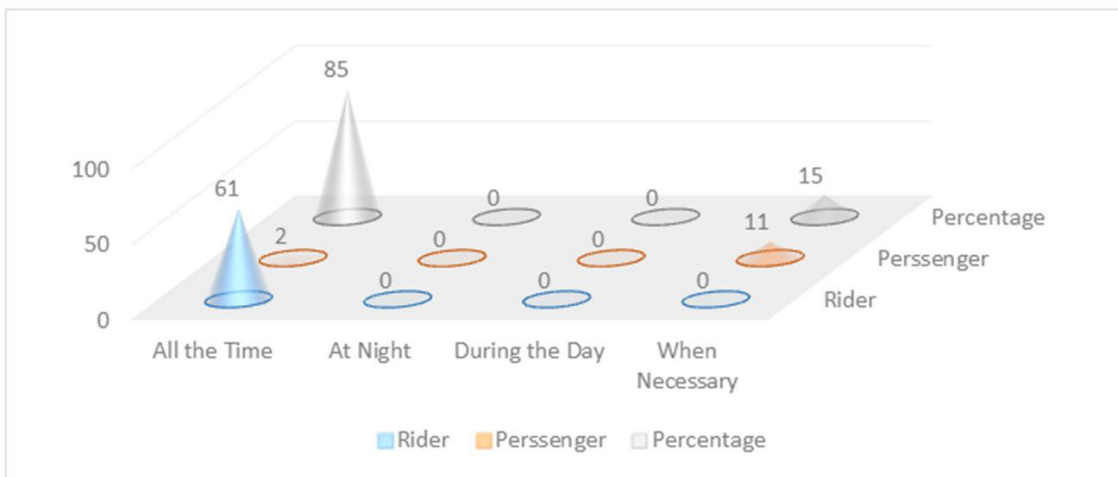 85
100
61
0
0
15
Percentage
50
2
0
0
11
Perssenger
0
0
0
0
Rider
All the Time
At Night
During the Day
When
Necessary
Rider
Perssenger
Percentage